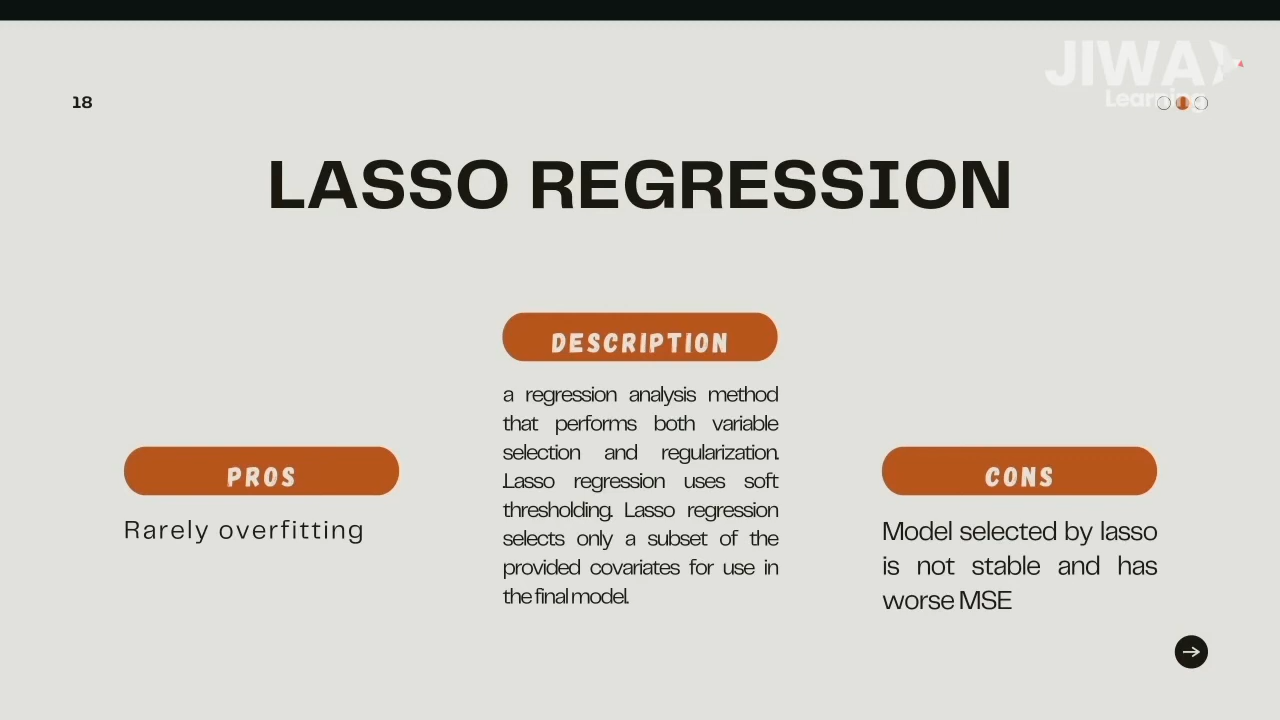 JIWA
Learning
18
LASSO REGRESSION
DESCRIPTION
a regression analysis method
that performs both variable
selection and regularization.
Lasso regression uses soft
thresholding. Lasso regression
selects only a subset of the
provided covariates for use in
the final model.
PROS
Rarely overfitting
CONS
Model selected by lasso
is not stable and has
worse MSE